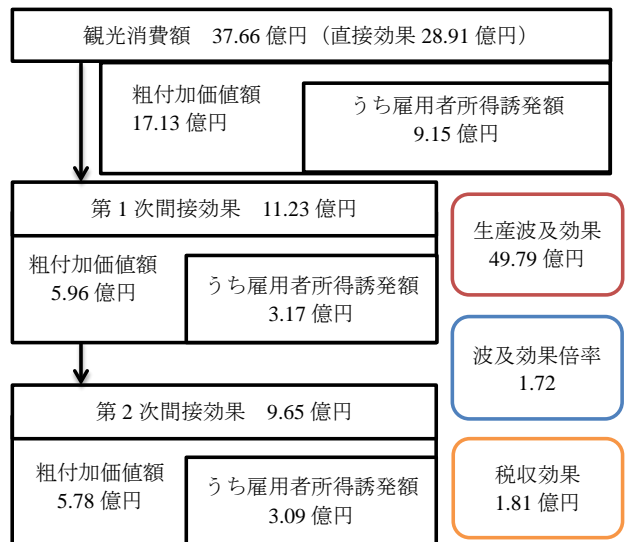 観光消費額　37.66 億円（直接効果 28.91 億円）
粗付加価値額
17.13 億円
うち雇用者所得誘発額
9.15 億円
第 1 次間接効果　11.23 億円
粗付加価値額
5.96 億円
うち雇用者所得誘発額
3.17 億円
生産波及効果
49.79 億円
波及効果倍率
1.72
第 2 次間接効果　9.65 億円
粗付加価値額
5.78 億円
うち雇用者所得誘発額
3.09 億円
税収効果
1.81 億円